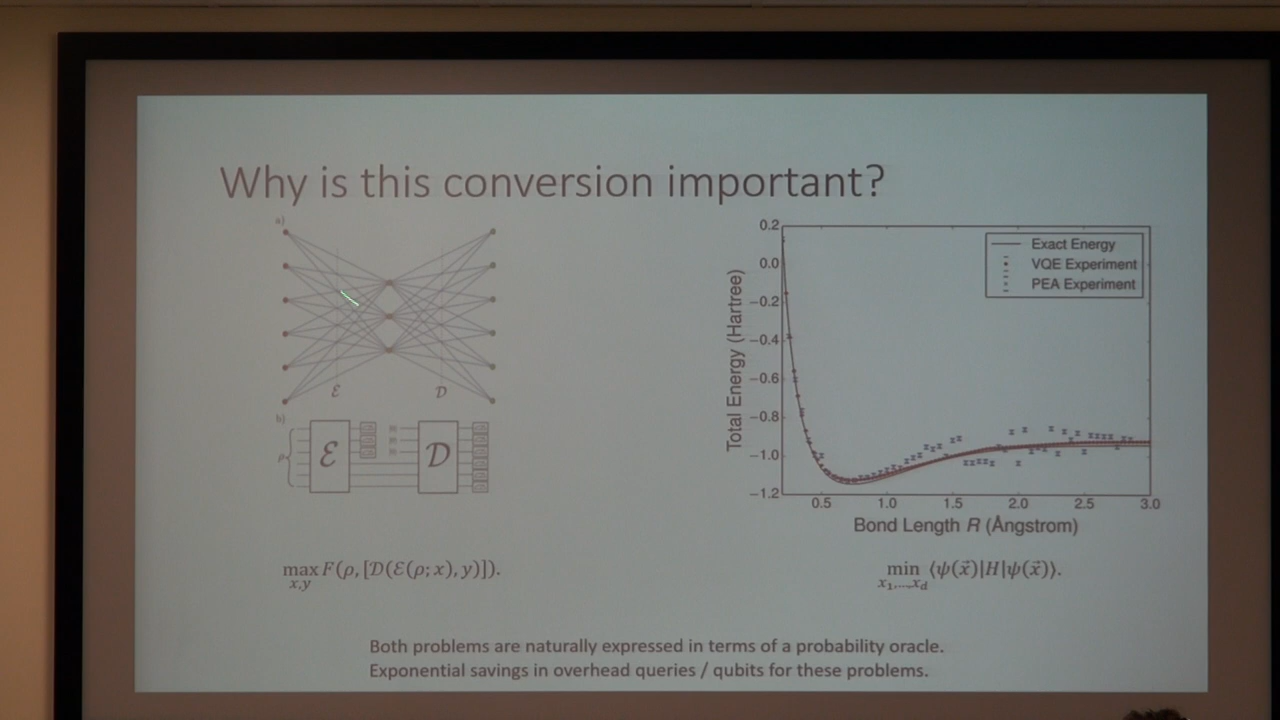 Why is this conversion important?
a)
ℰ
𝒟
b)
ρ
ℰ
𝒟
0.2
0.0
−0.2
−0.4
−0.6
−0.8
−1.0
−1.2
Total Energy (Hartree)
Exact Energy
VQE Experiment
PEA Experiment
0.5 1.0 1.5 2.0 2.5 3.0
Bond Length R (Ångstrom)
max F(ρ, [𝒟(ℰ(ρ; x), y)]).
x,y
min ⟨ψ(x⃗)|H|ψ(x⃗)⟩.
x₁,...,x_d
Both problems are naturally expressed in terms of a probability oracle.
Exponential savings in overhead queries / qubits for these problems.